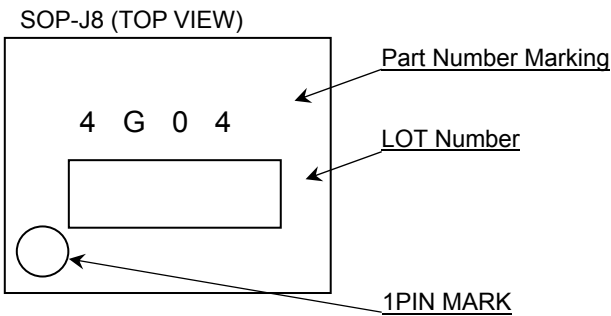 SOP-J8 (TOP VIEW)
Part Number Marking
4 G 0 4
LOT Number
1PIN MARK